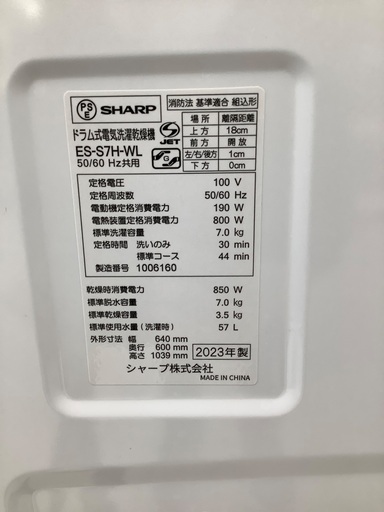 PS E SHARP
ドラム式電気洗濯乾燥機
ES-S7H-WL
50/60 Hz共用
S JET
G
消防法 基準適合 組込形
場所 離隔距離
上方 18cm
前方 開放
左/右/後方 1cm
下方 0cm
定格電圧 100 V
定格周波数 50/60 Hz
電動機定格消費電力 190 W
電熱装置定格消費電力 800 W
標準洗濯容量 7.0 kg
定格時間 洗いのみ 30 min
標準コース 44 min
製造番号 1006160
乾燥時消費電力 850 W
標準脱水容量 7.0 kg
標準乾燥容量 3.5 kg
標準使用水量(洗濯時) 57 L
外形寸法 幅 640 mm
奥行 600 mm
高さ 1039 mm
2023年製
シャープ株式会社
MADE IN CHINA